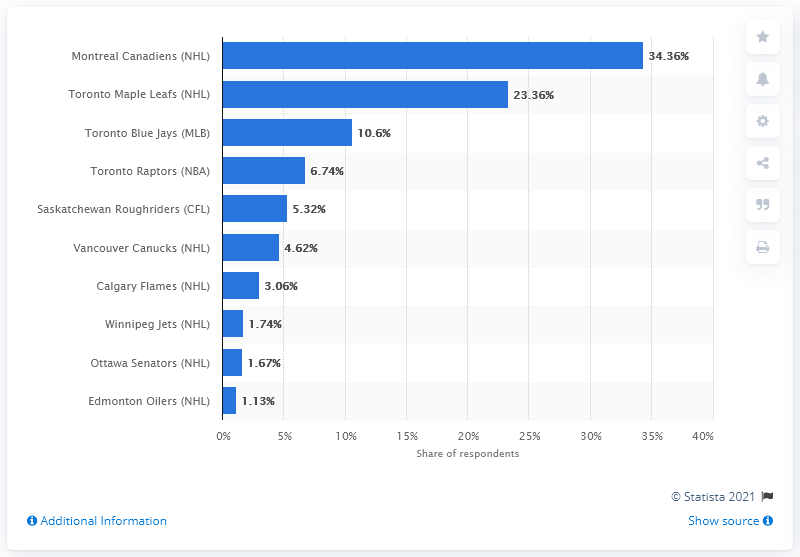 Montreal Canadiens (NHL) 34.36%
Toronto Maple Leafs (NHL) 23.36%
Toronto Blue Jays (MLB) 10.6%
Toronto Raptors (NBA) 6.74%
Saskatchewan Roughriders (CFL) 5.32%
Vancouver Canucks (NHL) 4.62%
Calgary Flames (NHL) 3.06%
Winnipeg Jets (NHL) 1.74%
Ottawa Senators (NHL) 1.67%
Edmonton Oilers (NHL) 1.13%
0% 5% 10% 15% 20% 25% 30% 35% 40%
Share of respondents
© Statista 2021
Additional Information Show source